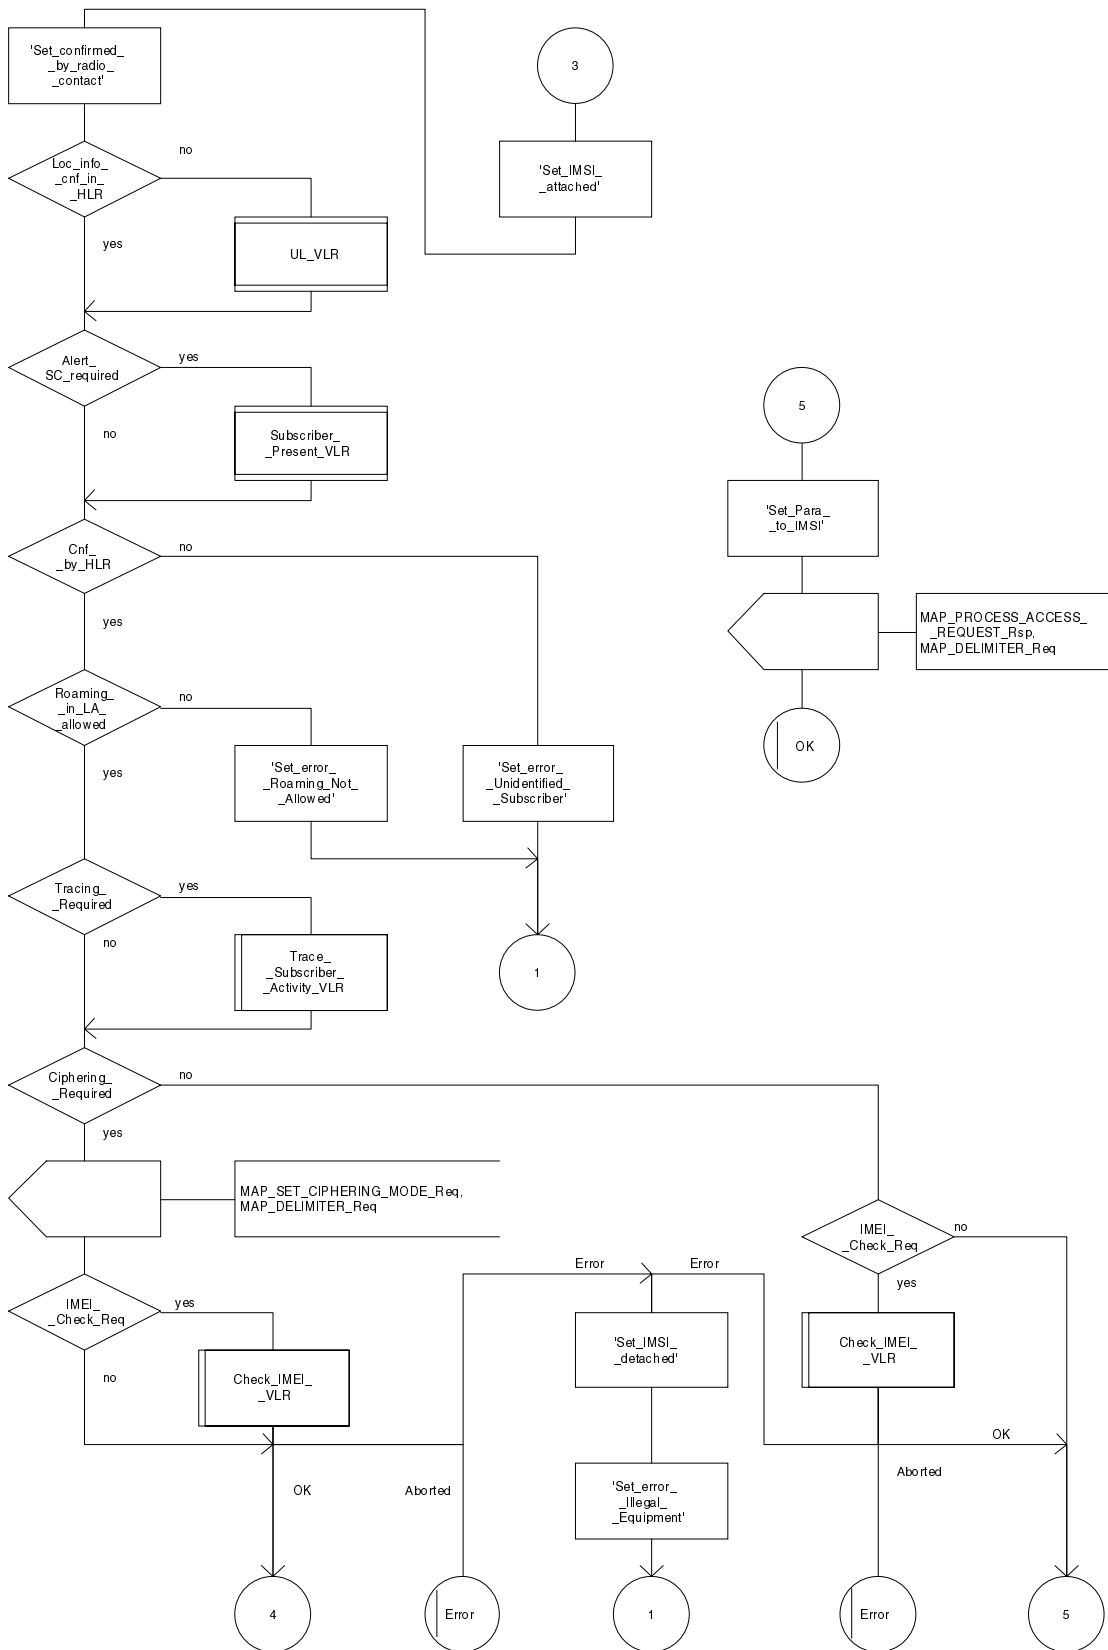 'Set_confirmed_
_by_radio_
_contact'
3
Loc_info_
_cnf_in_
_HLR
no
yes
'Set_IMSI_
_attached'
UL_VLR
Alert_
SC_required
yes
no
Subscriber_
_Present_VLR
5
'Set_Para_
_to_IMSI'
Cnf_
_by_HLR
no
yes
MAP_PROCESS_ACCESS_
_REQUEST_Rsp,
MAP_DELIMITER_Req
Roaming_
_in_LA_
_allowed
no
yes
OK
'Set_error_
_Roaming_Not_
_Allowed'
'Set_error_
_Unidentified_
_Subscriber'
Tracing_
_Required
yes
no
Trace_
_Subscriber_
_Activity_VLR
1
Ciphering_
_Required
no
yes
MAP_SET_CIPHERING_MODE_Req,
MAP_DELIMITER_Req
IMEI_
_Check_Req
no
yes
Error
Error
IMEI_
_Check_Req
yes
no
Check_IMEI_
_VLR
'Set_IMSI_
_detached'
Check_IMEI_
_VLR
OK
Aborted
OK
Aborted
'Set_error_
_Illegal_
_Equipment'
4
Error
1
Error
5